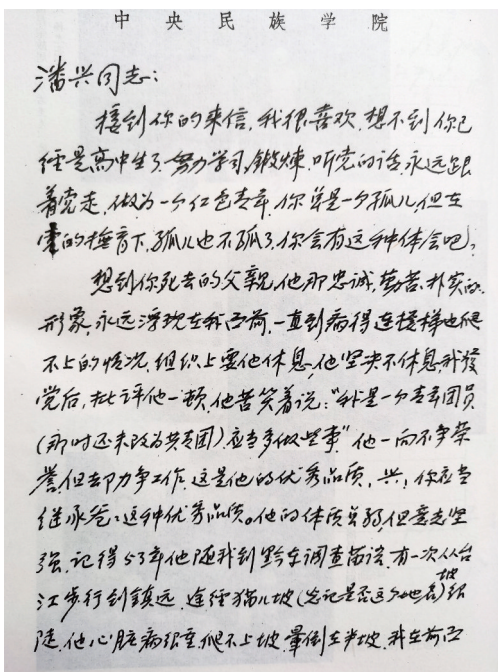 中央民族学院
潘兴同志：
接到你的来信，我很喜欢，想不到你已
经是高中生了。努力学习，锻炼，听党的话，永远跟
着党走，做为一个红色青年，你算是一个孤儿，但在
党的抚育下，孤儿也不孤了，你会有这种体会吧，
想到你死去的父亲，他那忠诚，勤苦，朴实的
形象，永远浮现在我面前，一直到病得连楼梯也爬
不上的情况，组织上要他休息，他坚决不休息，我發
觉后，批评他一顿，他苦笑着说："我是一个青年团员
(那时还未改为共青团)应当多做些事"他一向不争荣
誉，但却力争工作，这是他的优秀品质，兴，你应当
继承爸爸这种优秀品质。他的体质负弱，但意志坚
强，记得53年他随我到黔东调查苗语，有一次从台
江步行到镇远，途经猫儿坡(忘记是否这个地名)坡很
陡，他心脏病很重，爬不上坡，晕倒在半坡，我在前面